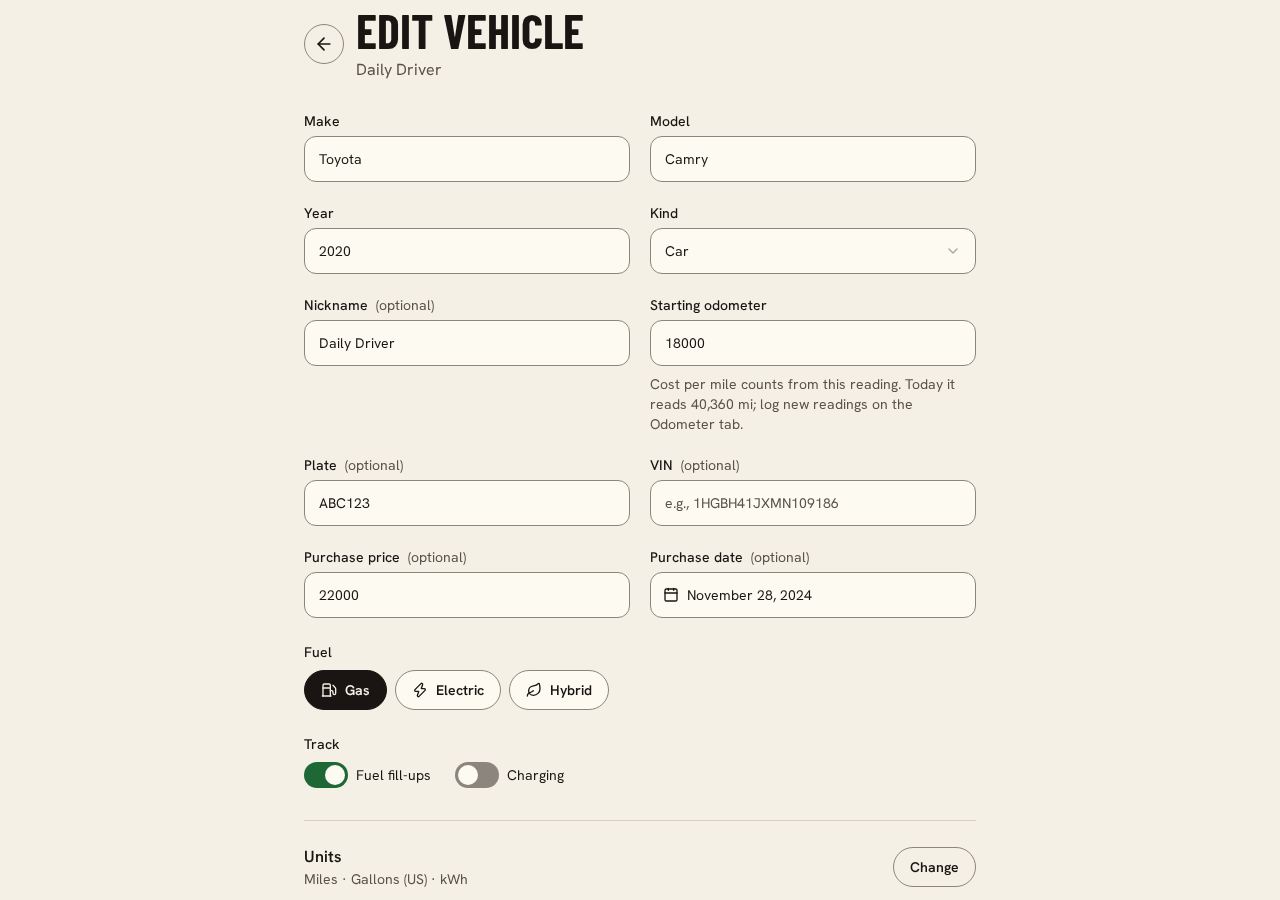 EDIT VEHICLE
Daily Driver
Make
Model
Toyota
Camry
Year
Kind
2020
Car
Nickname (optional)
Starting odometer
Daily Driver
18000
Cost per mile counts from this reading. Today it
reads 40,360 mi; log new readings on the
Odometer tab.
Plate (optional)
VIN (optional)
ABC123
e.g., 1HGBH41JXMN109186
Purchase price (optional)
Purchase date (optional)
22000
November 28, 2024
Fuel
Gas
Electric
Hybrid
Track
Fuel fill-ups
Charging
Units
Miles · Gallons (US) · kWh
Change